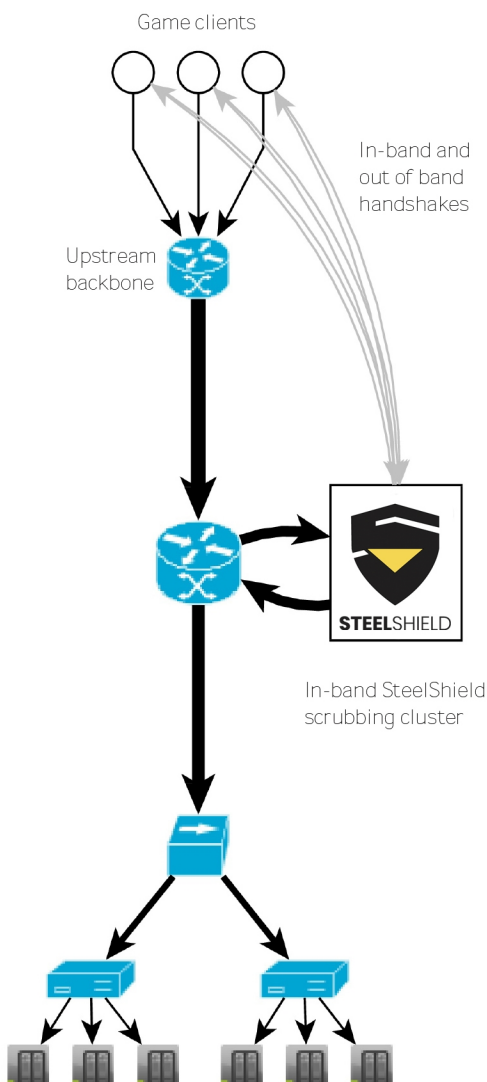 Game clients
In-band and
out of band
handshakes
Upstream
backbone
STEELSHIELD
In-band SteelShield
scrubbing cluster